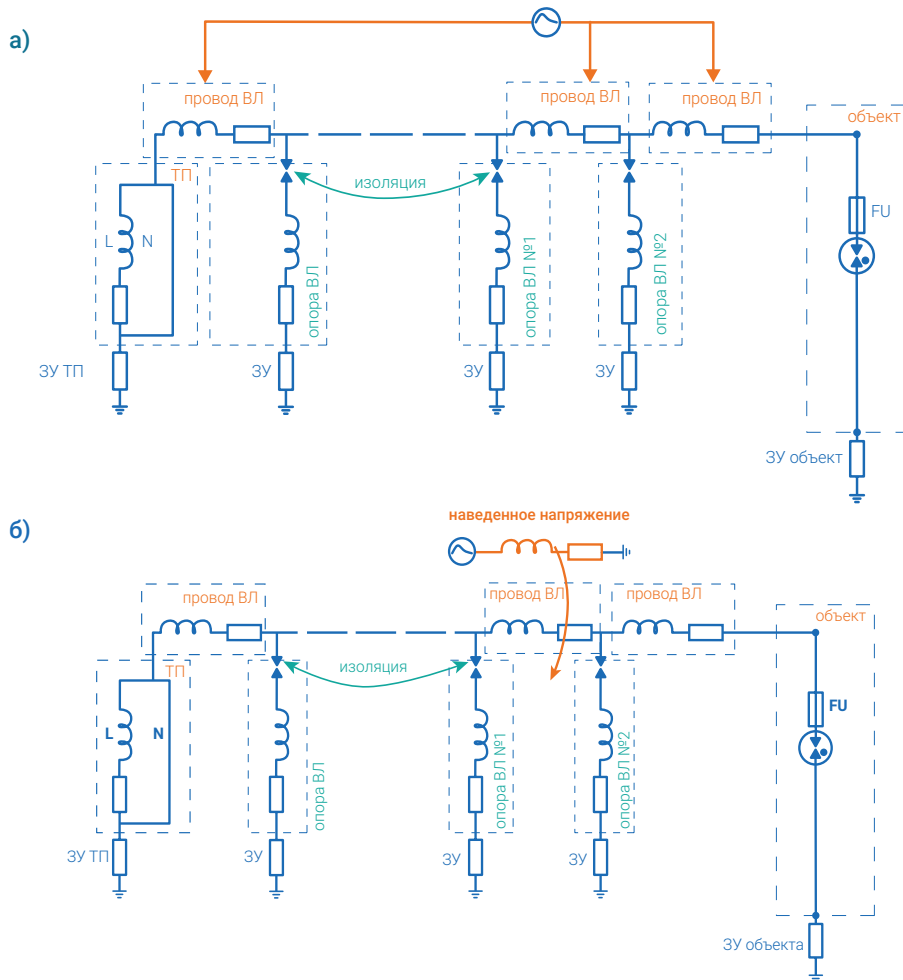 а)
провод ВЛ
провод ВЛ
провод ВЛ
объект
ТП
изоляция
L
N
FU
опора ВЛ
опора ВЛ №1
опора ВЛ №2
ЗУ ТП
ЗУ
ЗУ
ЗУ
ЗУ объект
б)
наведенное напряжение
провод ВЛ
провод ВЛ
провод ВЛ
объект
ТП
изоляция
L
N
FU
опора ВЛ
опора ВЛ №1
опора ВЛ №2
ЗУ ТП
ЗУ
ЗУ
ЗУ
ЗУ объекта